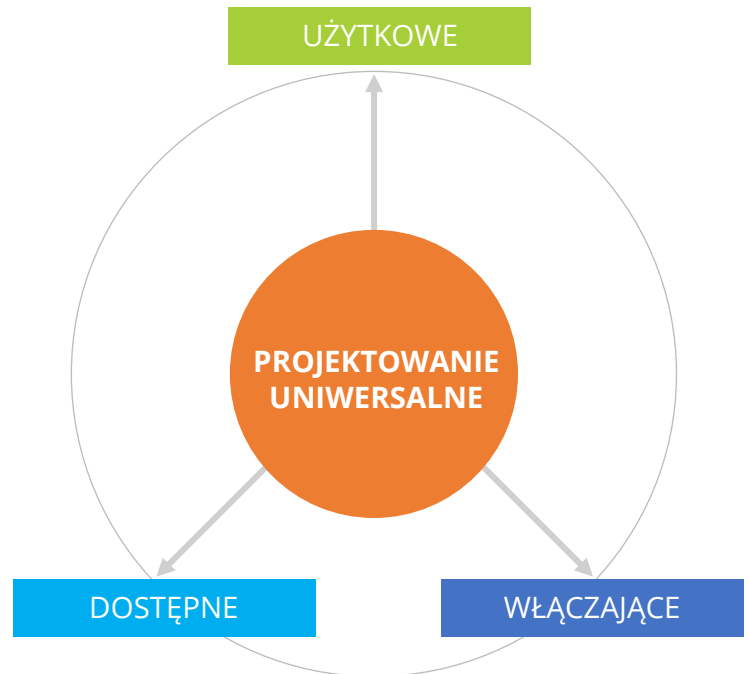 UŻYTKOWE
PROJEKTOWANIE
UNIWERSALNE
DOSTĘPNE
WŁĄCZAJĄCE